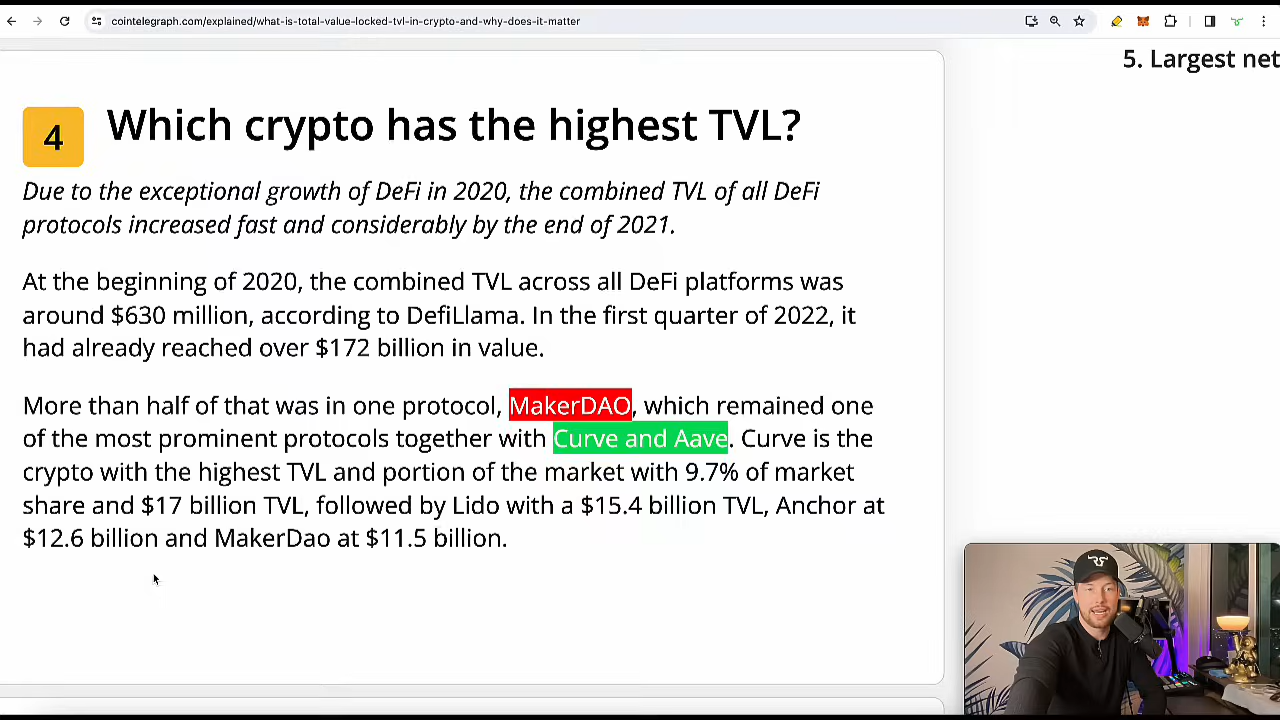 cointelegraph.com/explained/what-is-total-value-locked-tvl-in-crypto-and-why-does-it-matter
5. Largest net
4
Which crypto has the highest TVL?
Due to the exceptional growth of DeFi in 2020, the combined TVL of all DeFi
protocols increased fast and considerably by the end of 2021.
At the beginning of 2020, the combined TVL across all DeFi platforms was
around $630 million, according to DefiLlama. In the first quarter of 2022, it
had already reached over $172 billion in value.
More than half of that was in one protocol, MakerDAO, which remained one
of the most prominent protocols together with Curve and Aave. Curve is the
crypto with the highest TVL and portion of the market with 9.7% of market
share and $17 billion TVL, followed by Lido with a $15.4 billion TVL, Anchor at
$12.6 billion and MakerDao at $11.5 billion.